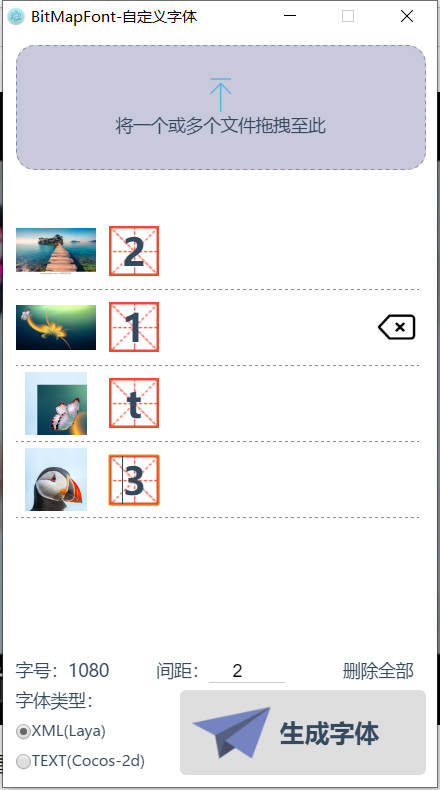 BitMapFont-自定义字体
将一个或多个文件拖拽至此
2
1
t
3
字号：1080 间距： 2 删除全部
字体类型：
XML(Laya)
TEXT(Cocos-2d)
生成字体